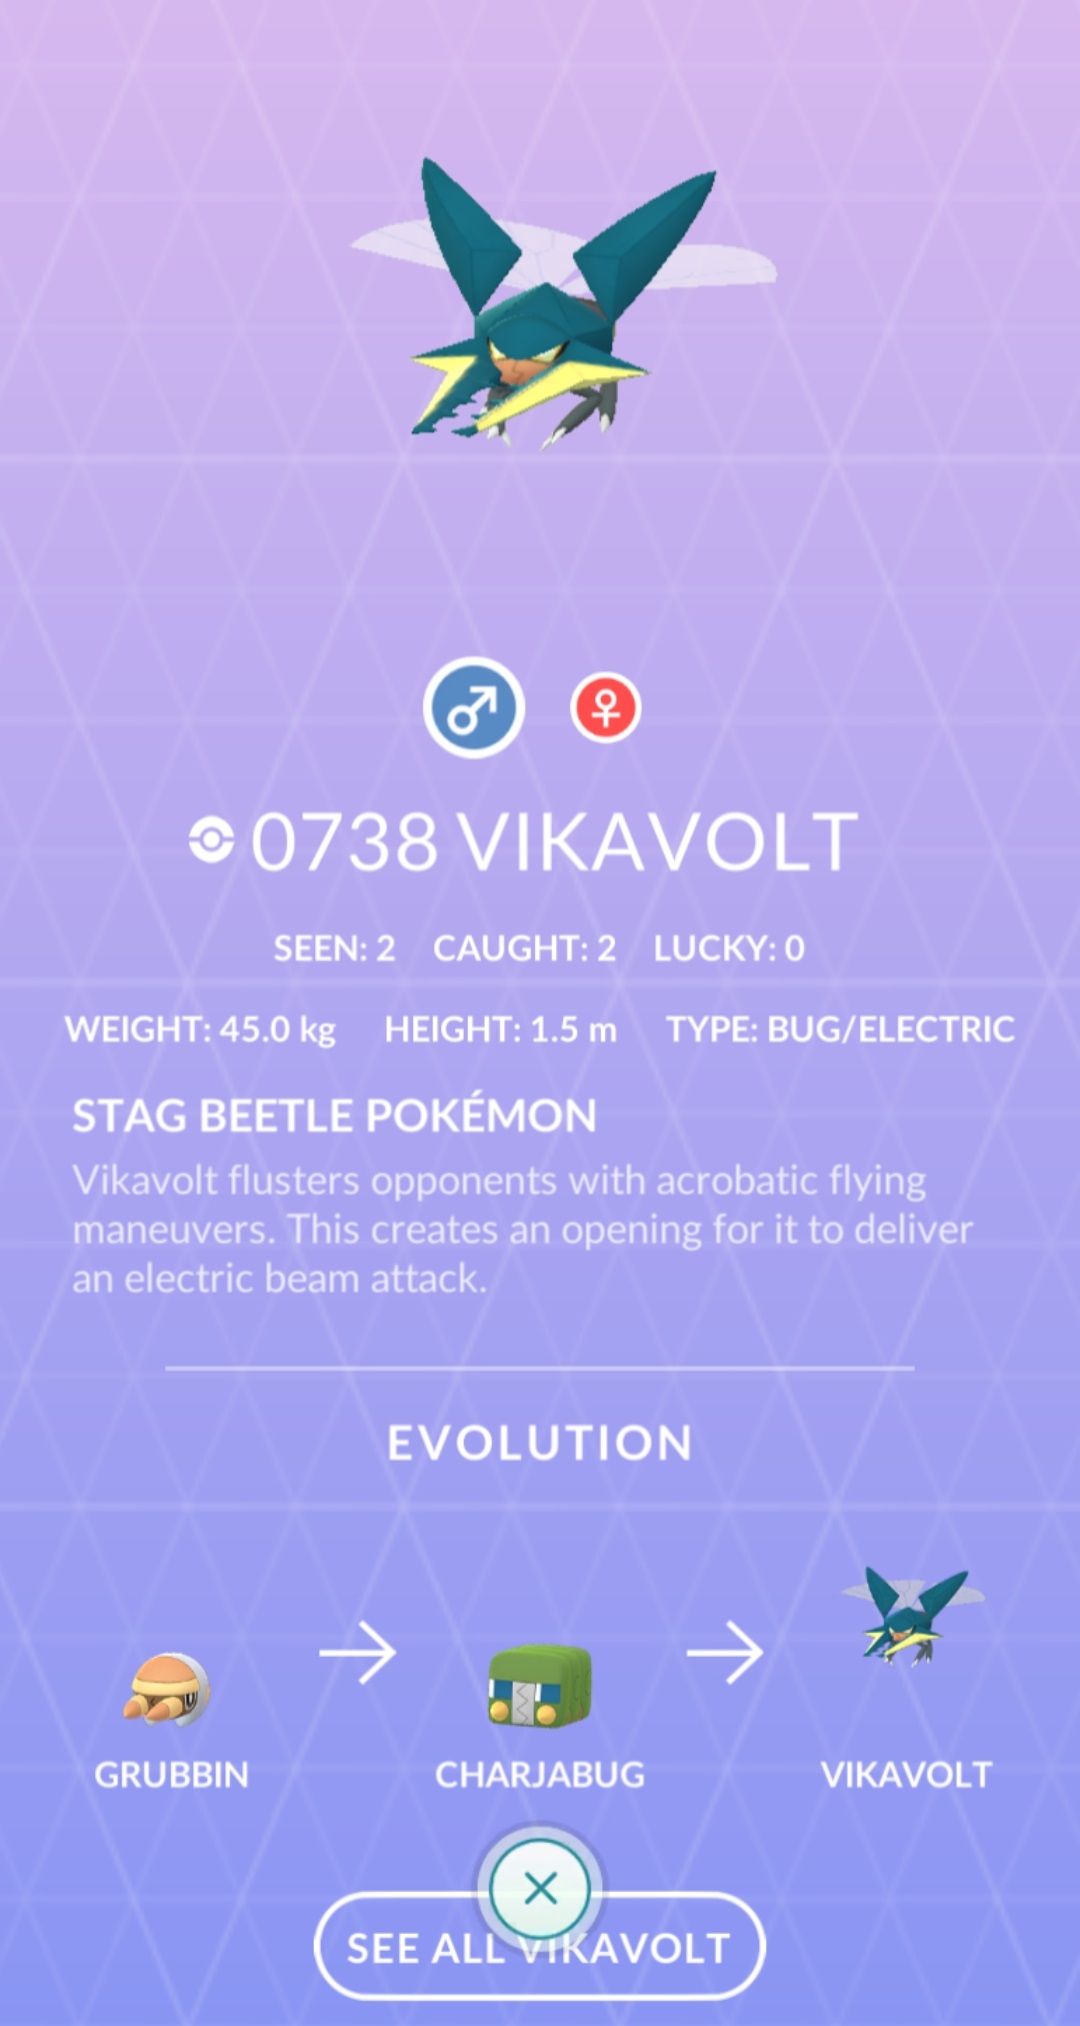 0738 VIKAVOLT
SEEN: 2 CAUGHT: 2 LUCKY: 0
WEIGHT: 45.0 kg HEIGHT: 1.5 m TYPE: BUG/ELECTRIC
STAG BEETLE POKÉMON
Vikavolt flusters opponents with acrobatic flying
maneuvers. This creates an opening for it to deliver
an electric beam attack.
EVOLUTION
GRUBBIN CHARJABUG VIKAVOLT
SEE ALL VIKAVOLT